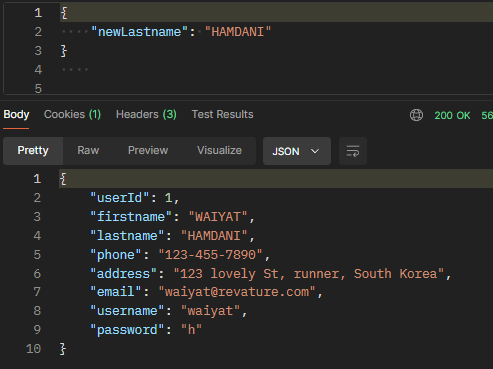 1 {
2 "newLastname": "HAMDANI"
3 }
4
5
Body Cookies (1) Headers (3) Test Results 200 OK 56
Pretty Raw Preview Visualize JSON
1 {
2 "userId": 1,
3 "firstname": "WAIYAT",
4 "lastname": "HAMDANI",
5 "phone": "123-455-7890",
6 "address": "123 lovely St, runner, South Korea",
7 "email": "waiyat@revature.com",
8 "username": "waiyat",
9 "password": "h"
10 }